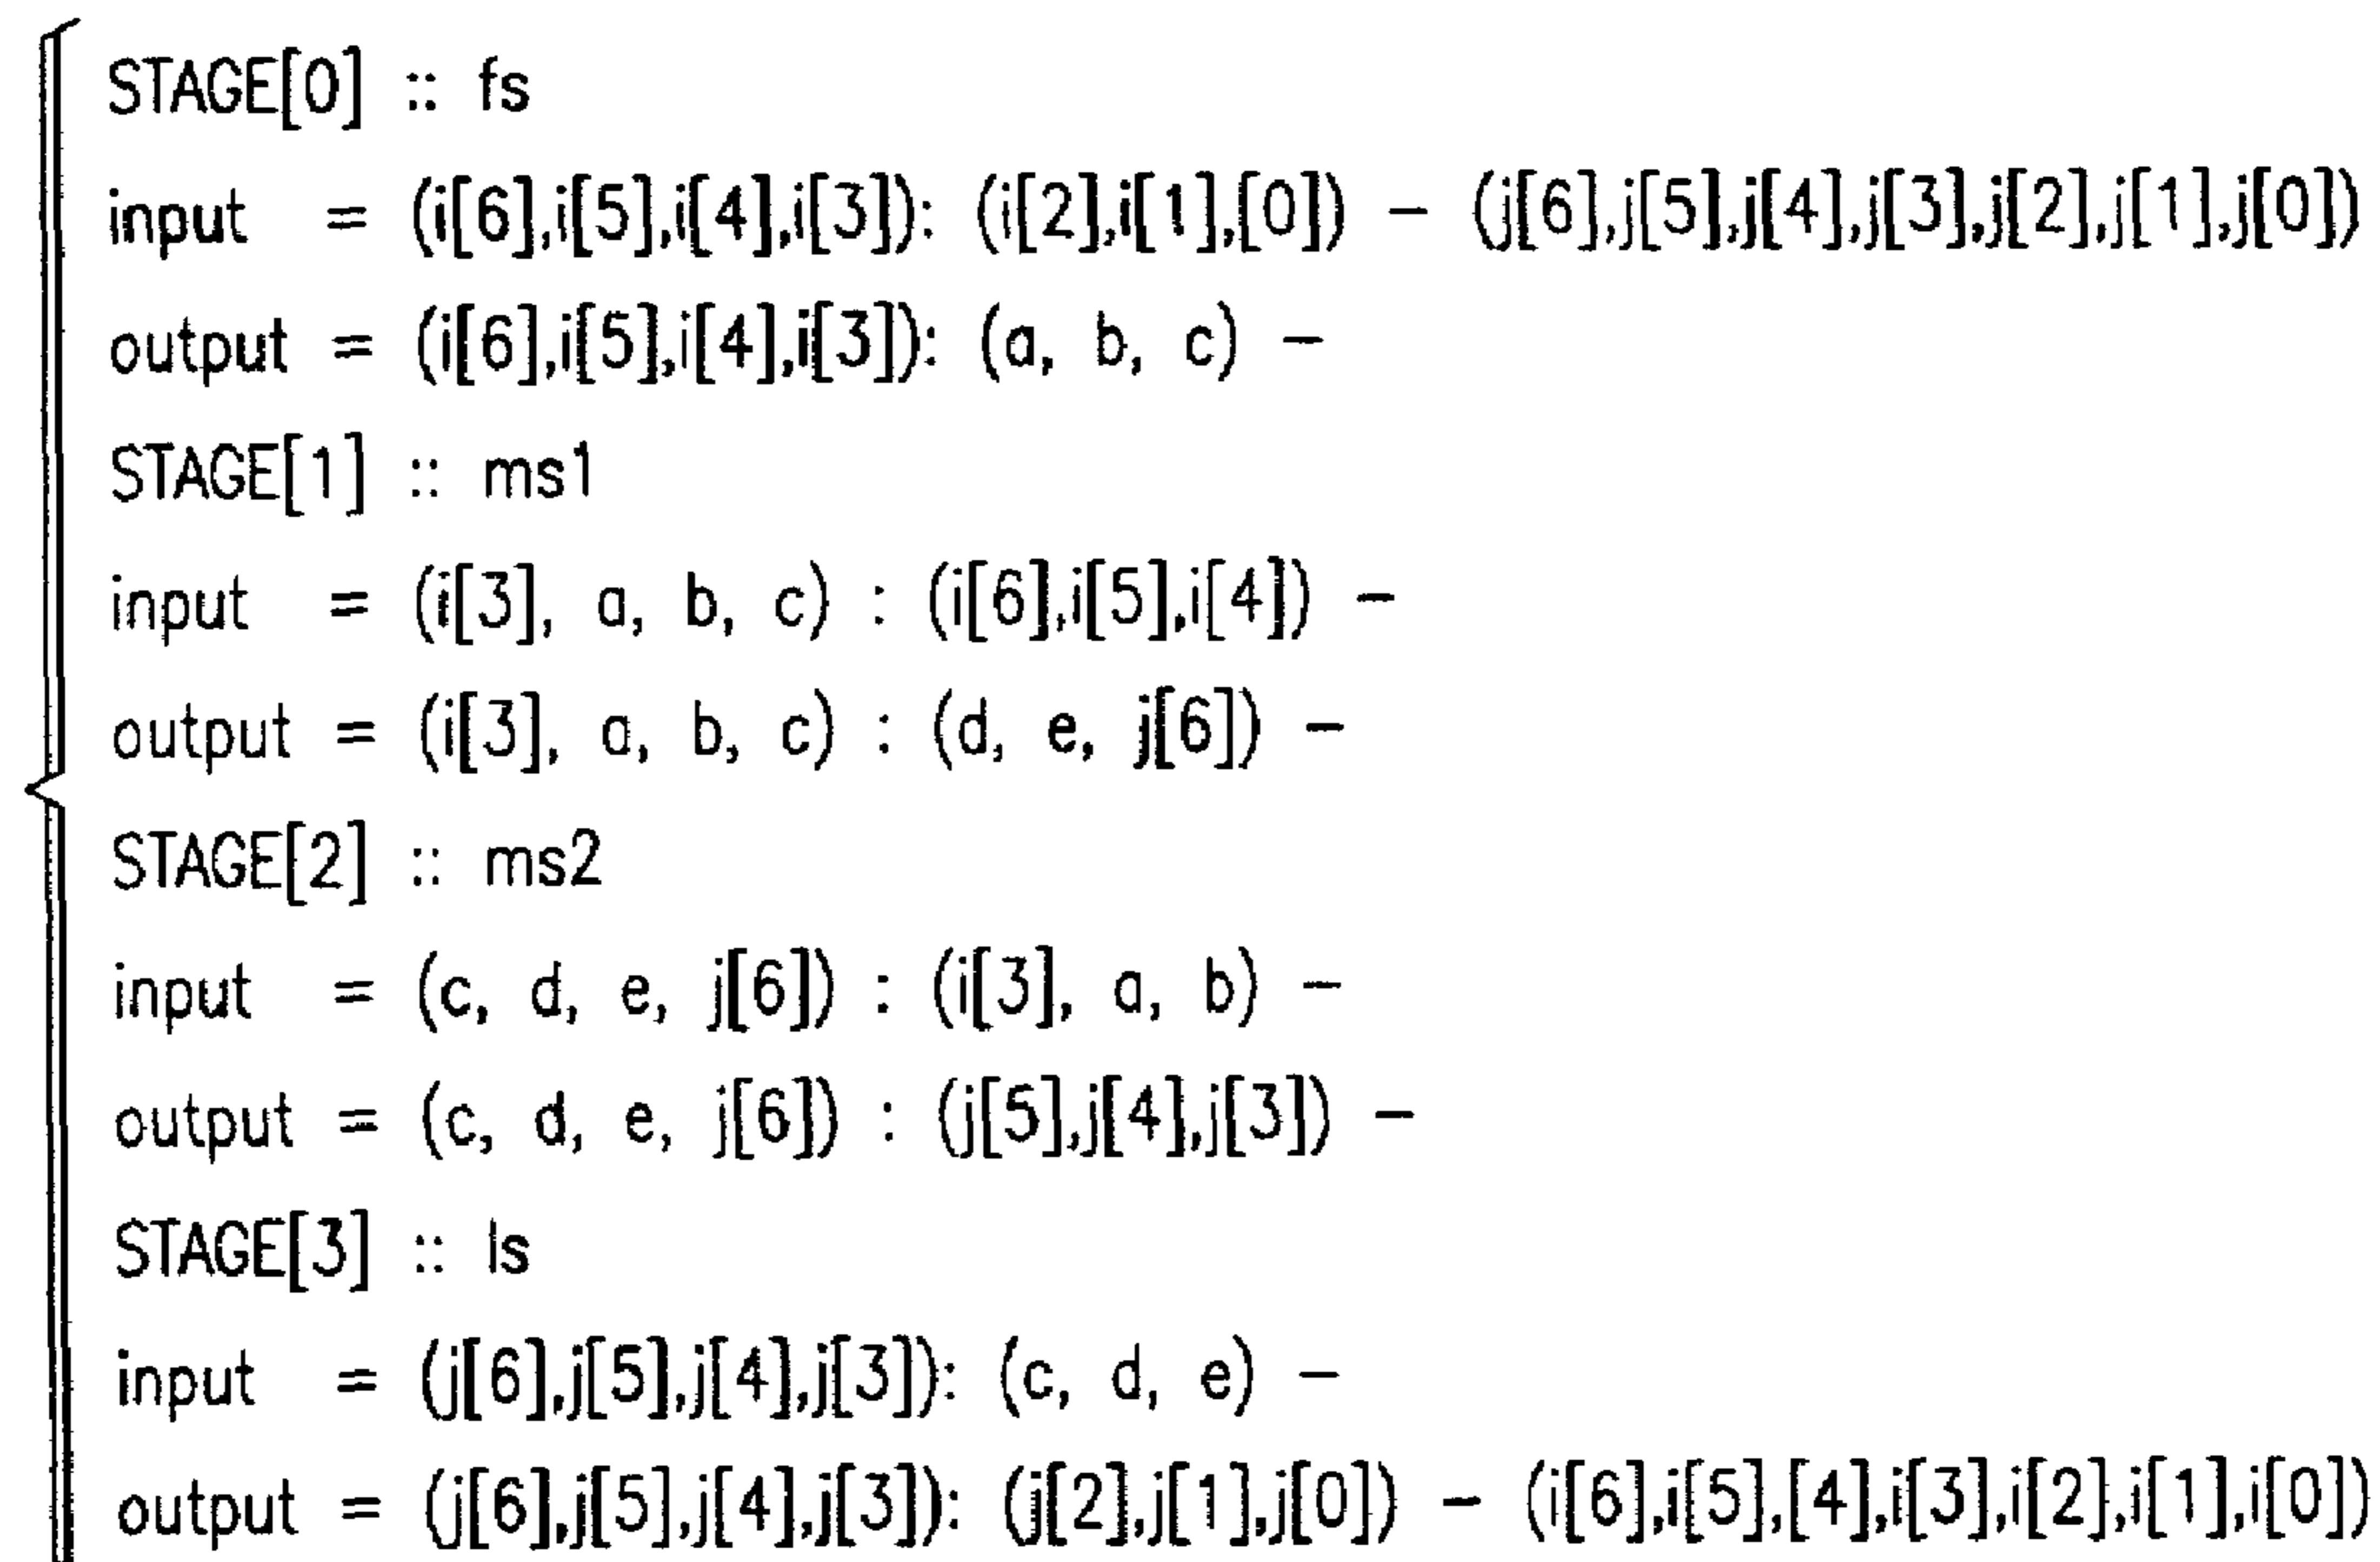 STAGE[0] :: fs
input = (i[6],i[5],i[4],i[3]): (i[2],i[1],[0]) – (j[6],j[5],j[4],j[3],j[2],j[1],j[0])
output = (i[6],i[5],i[4],i[3]): (a, b, c) –
STAGE[1] :: ms1
input = (i[3], a, b, c) : (i[6],i[5],i[4]) –
output = (i[3], a, b, c) : (d, e, j[6]) –
STAGE[2] :: ms2
input = (c, d, e, j[6]) : (i[3], a, b) –
output = (c, d, e, j[6]) : (j[5],j[4],j[3]) –
STAGE[3] :: ls
input = (j[6],j[5],j[4],j[3]): (c, d, e) –
output = (j[6],j[5],j[4],j[3]): (j[2],j[1],j[0]) – (i[6],i[5],[4],i[3],i[2],i[1],i[0])